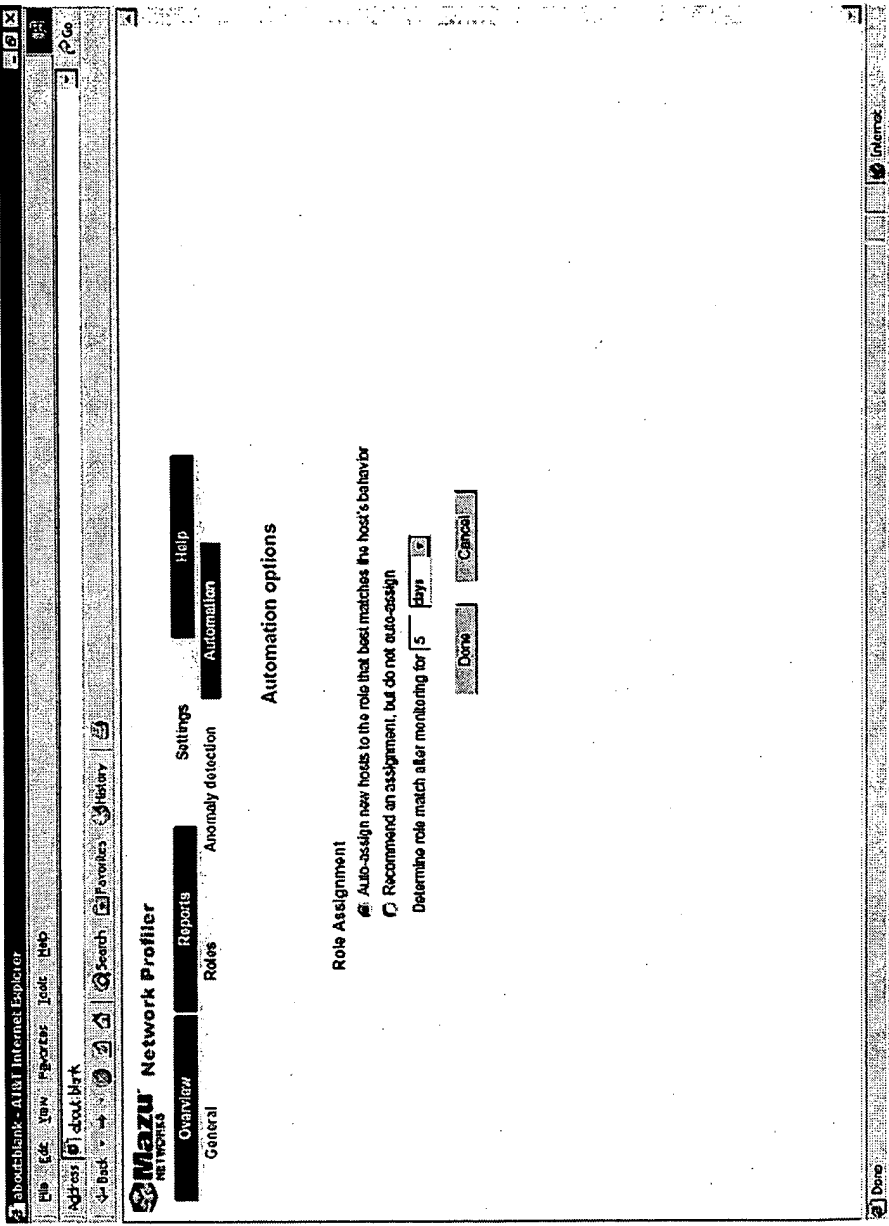 about:blank - AT&T Internet Explorer
File Edit View Favorites Tools Help
Address about:blank Go
Back Search Favorites History
Mazu NETWORKS Network Profiler
Overview Reports Settings Help
General Roles Anomaly detection Automation
Automation options
Role Assignment
Auto-assign new hosts to the role that best matches the host's behavior
Recommend an assignment, but do not auto-assign
Determine role match after monitoring for 5 days
Done Cancel
Done Internet